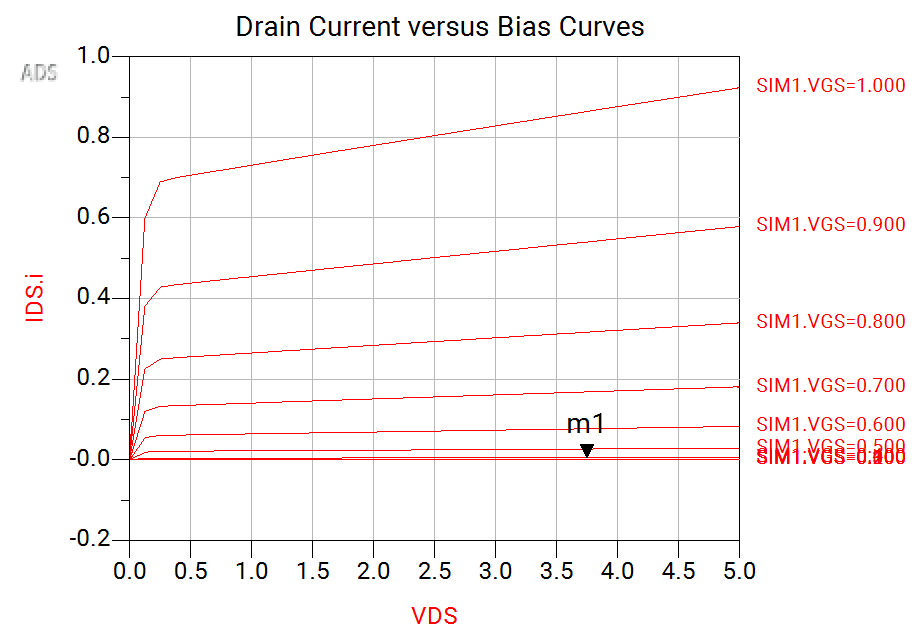 Drain Current versus Bias Curves
ADS
1.0
0.8
0.6
0.4
0.2
-0.0
-0.2
IDS.i
SIM1.VGS=1.000
SIM1.VGS=0.900
SIM1.VGS=0.800
SIM1.VGS=0.700
SIM1.VGS=0.600
SIM1.VGS=0.500
m1
0.0 0.5 1.0 1.5 2.0 2.5 3.0 3.5 4.0 4.5 5.0
VDS